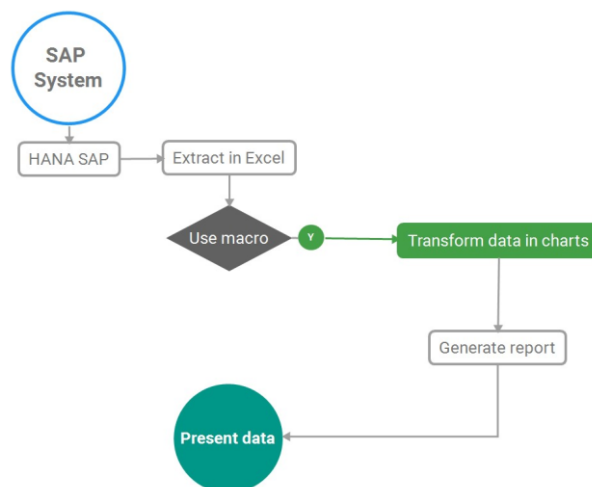 SAP
System
HANA SAP
Extract in Excel
Use macro
Y
Transform data in charts
Generate report
Present data